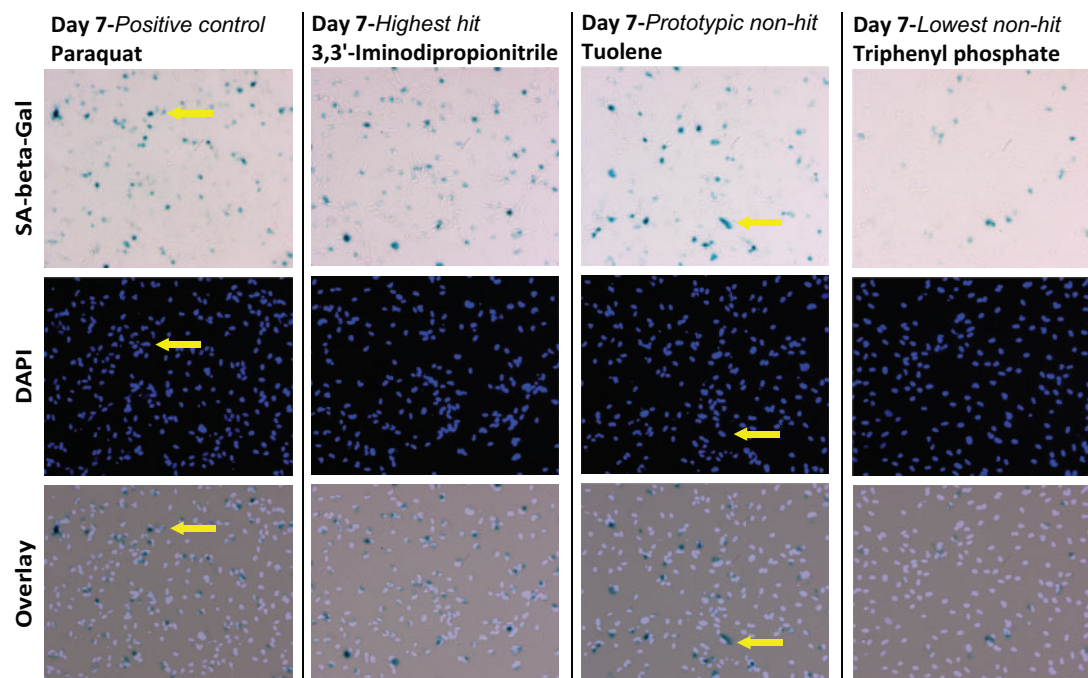 Day 7-Positive control
Paraquat
Day 7-Highest hit
3,3'-Iminodipropionitrile
Day 7-Prototypic non-hit
Tuolene
Day 7-Lowest non-hit
Triphenyl phosphate
SA-beta-Gal
DAPI
Overlay